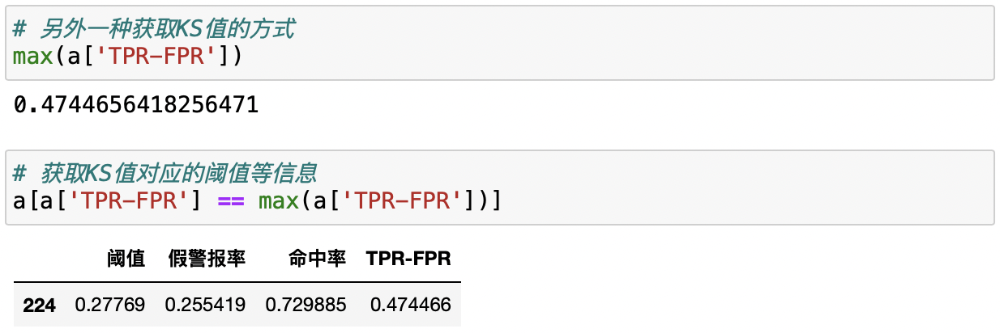 # 另外一种获取KS值的方式
max(a['TPR-FPR'])
0.4744656418256471
# 获取KS值对应的阈值等信息
a[a['TPR-FPR'] == max(a['TPR-FPR'])]
阈值 假警报率 命中率 TPR-FPR
224 0.27769 0.255419 0.729885 0.474466